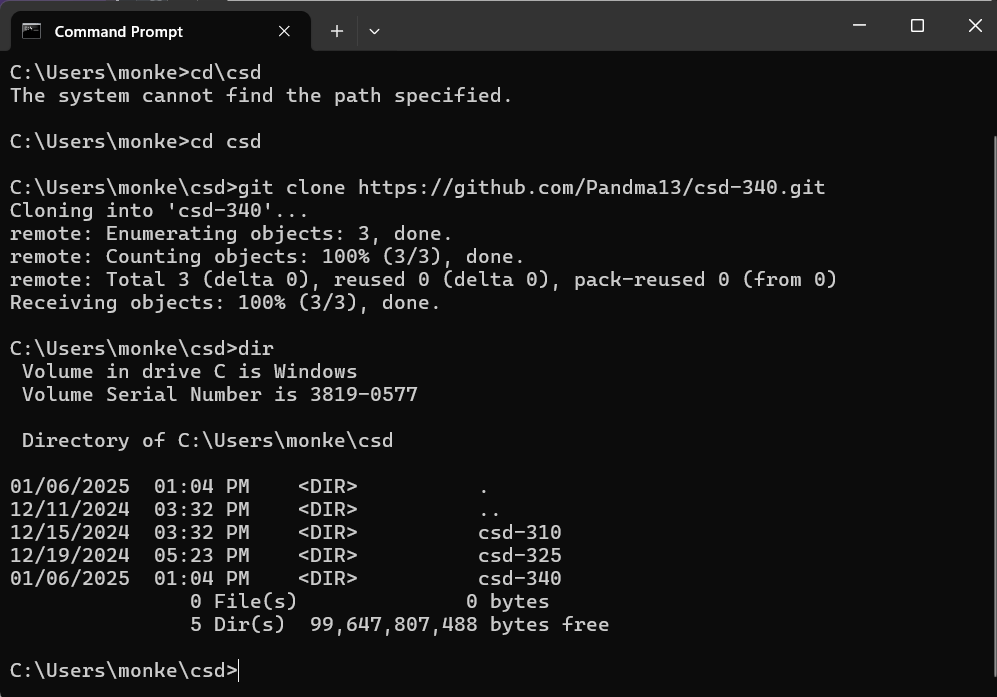 Command Prompt
C:\Users\monke>cd\csd
The system cannot find the path specified.
C:\Users\monke>cd csd
C:\Users\monke\csd>git clone https://github.com/Pandma13/csd-340.git
Cloning into 'csd-340'...
remote: Enumerating objects: 3, done.
remote: Counting objects: 100% (3/3), done.
remote: Total 3 (delta 0), reused 0 (delta 0), pack-reused 0 (from 0)
Receiving objects: 100% (3/3), done.
C:\Users\monke\csd>dir
 Volume in drive C is Windows
 Volume Serial Number is 3819-0577
 Directory of C:\Users\monke\csd
01/06/2025  01:04 PM    <DIR>          .
12/11/2024  03:32 PM    <DIR>          ..
12/15/2024  03:32 PM    <DIR>          csd-310
12/19/2024  05:23 PM    <DIR>          csd-325
01/06/2025  01:04 PM    <DIR>          csd-340
               0 File(s)              0 bytes
               5 Dir(s)  99,647,807,488 bytes free
C:\Users\monke\csd>